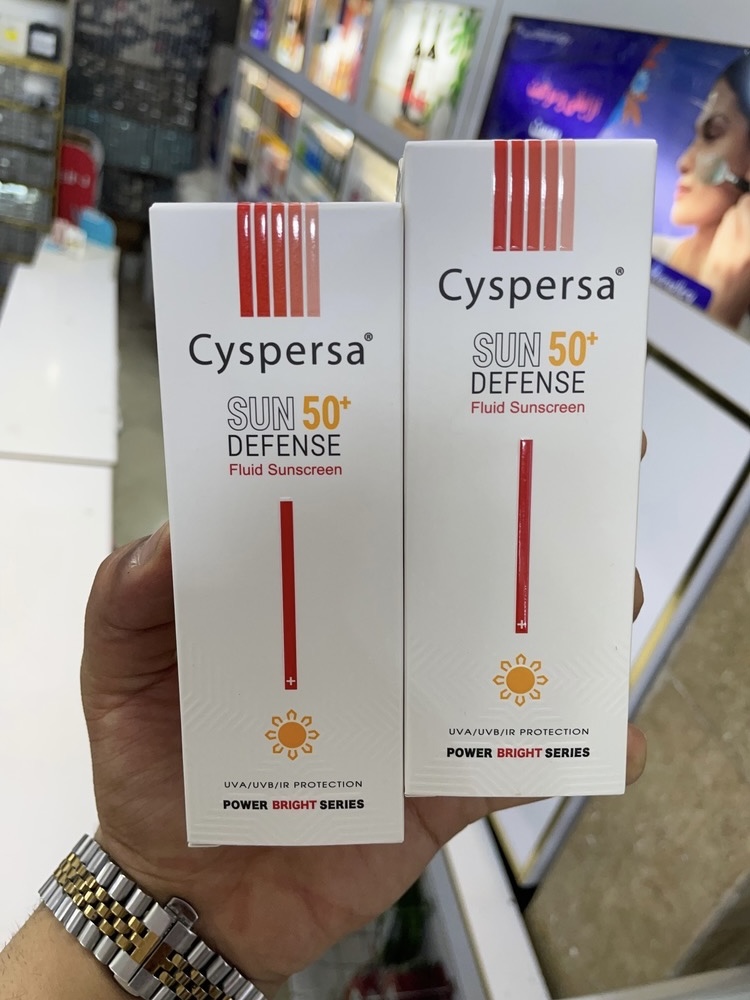 Cyspersa®
SUN 50+
DEFENSE
Fluid Sunscreen
UVA/UVB/IR PROTECTION
POWER BRIGHT SERIES
Cyspersa®
SUN 50+
DEFENSE
Fluid Sunscreen
UVA/UVB/IR PROTECTION
POWER BRIGHT SERIES